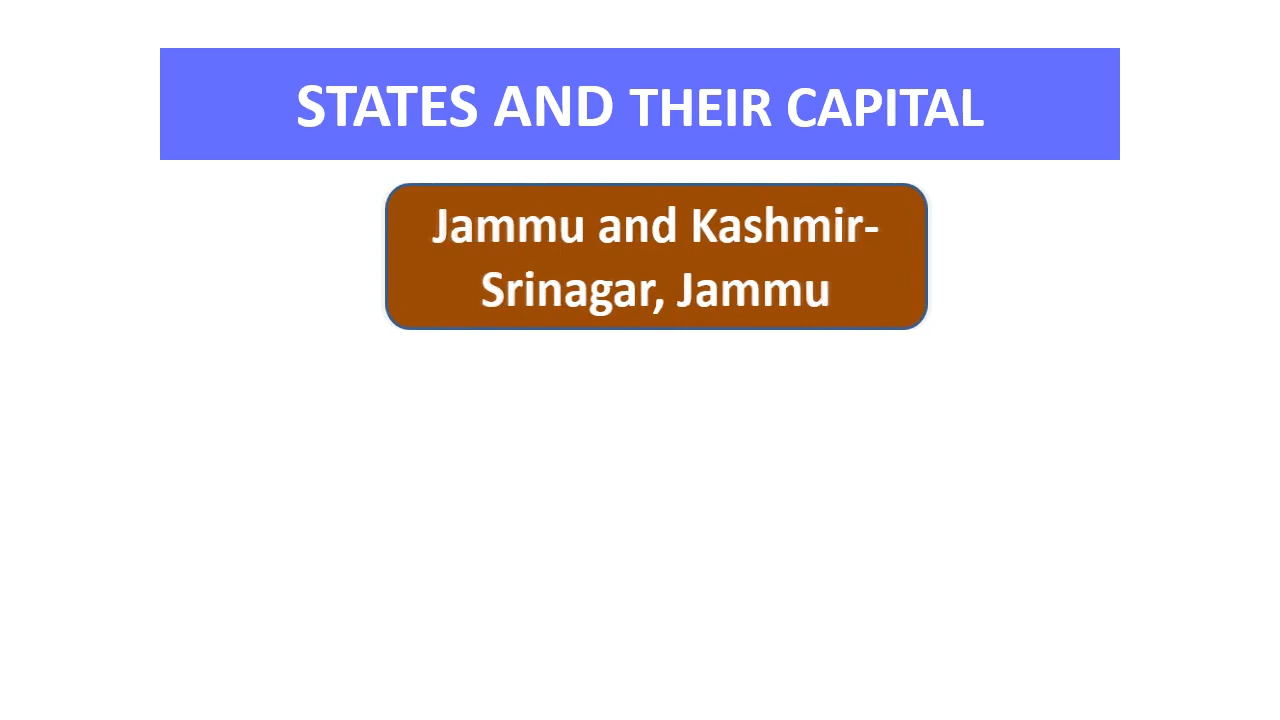 STATES AND THEIR CAPITAL
Jammu and Kashmir-
Srinagar, Jammu